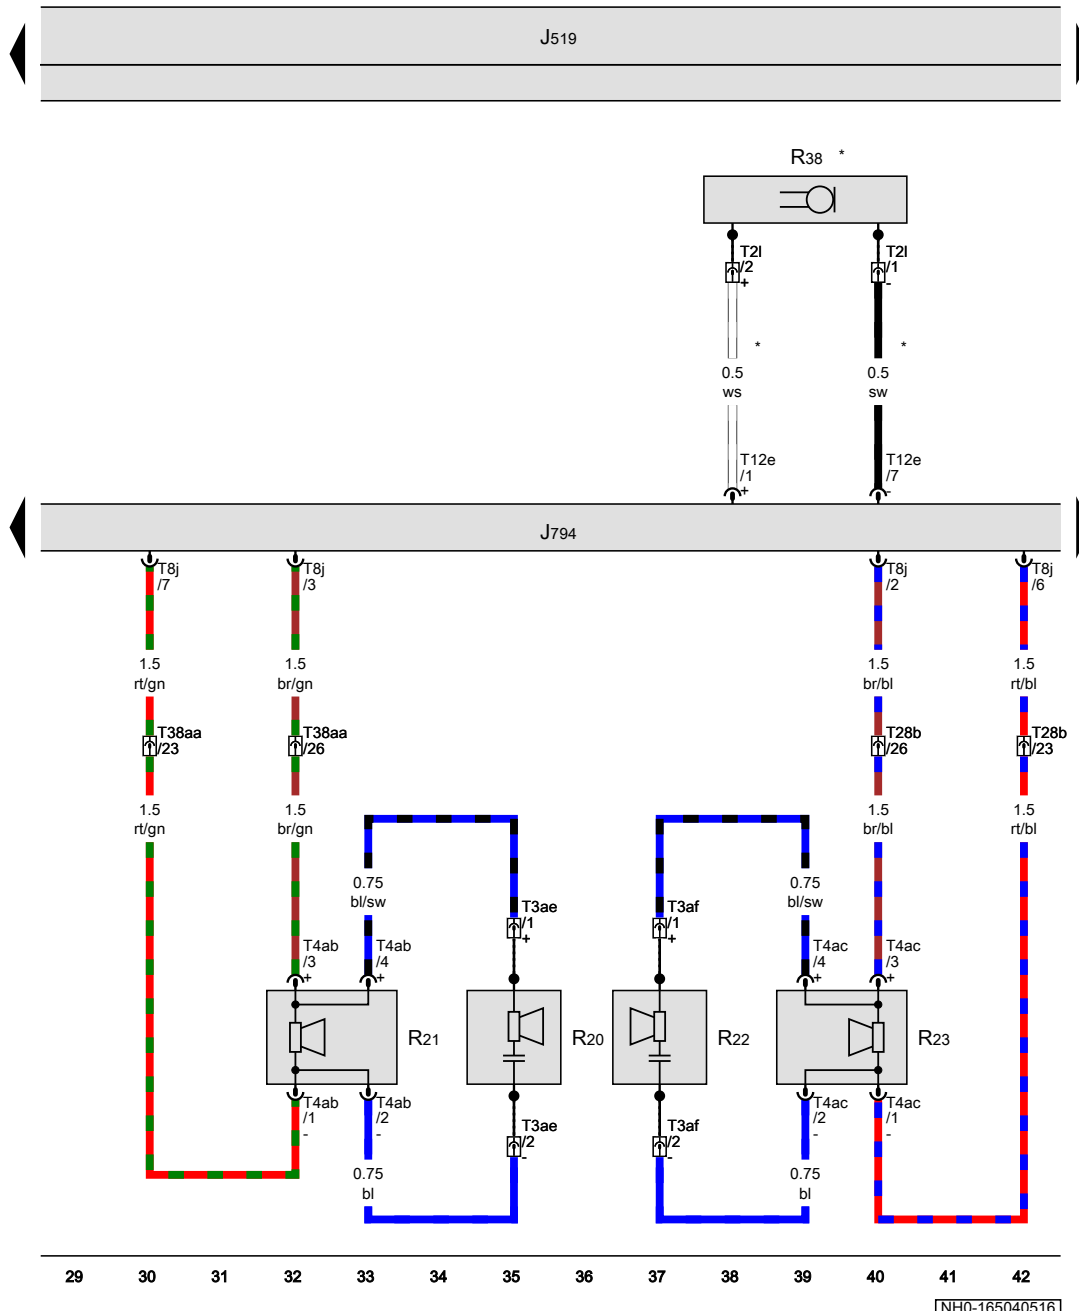 J519
R38 *
T2l
/2
+
T2l
/1
-
*
*
0.5
ws
0.5
sw
T12e
/1
+
T12e
/7
-
J794
T8j
/7
T8j
/3
T8j
/2
T8j
/6
1.5
rt/gn
1.5
br/gn
1.5
br/bl
1.5
rt/bl
T38aa
/23
T38aa
/26
T28b
/26
T28b
/23
1.5
rt/gn
1.5
br/gn
1.5
br/bl
1.5
rt/bl
0.75
bl/sw
0.75
bl/sw
T3ae
/1
+
T3af
/1
+
T4ab
/3
+
T4ab
/4
+
T4ac
/4
+
T4ac
/3
+
R21
R20
R22
R23
T4ab
/1
-
T4ab
/2
-
T3ae
/2
-
T3af
/2
-
T4ac
/2
-
T4ac
/1
-
0.75
bl
0.75
bl
29 30 31 32 33 34 35 36 37 38 39 40 41 42
NH0-165040516